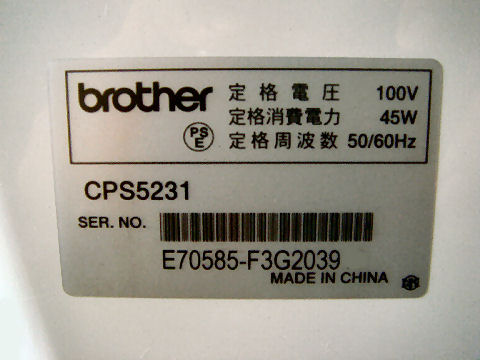 brother 定格電圧 100V
PSE 定格消費電力 45W
定格周波数 50/60Hz
CPS5231
SER. NO.
E70585-F3G2039
MADE IN CHINA